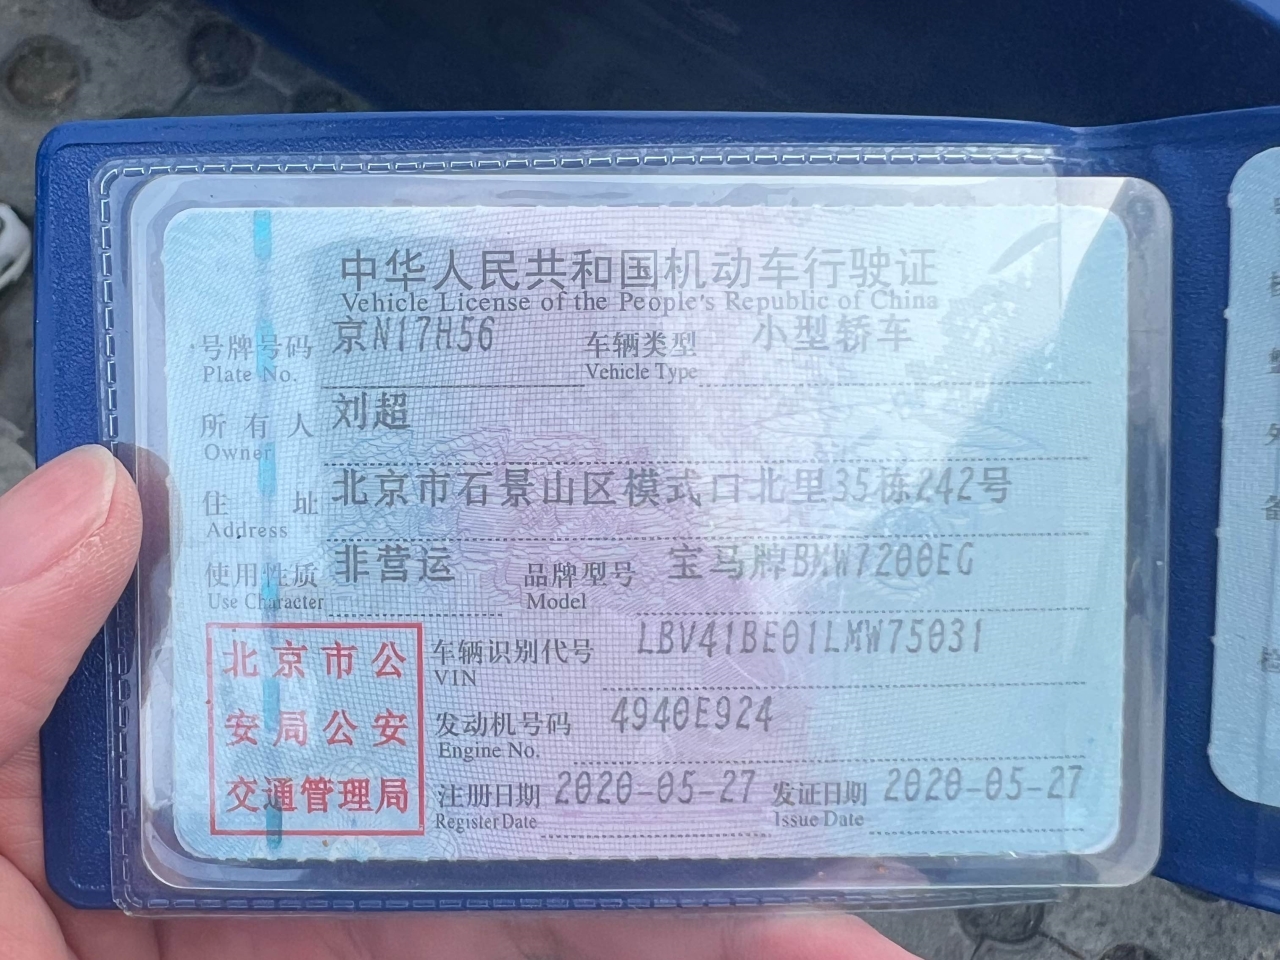 中华人民共和国机动车行驶证
Vehicle License of the People's Republic of China
号牌号码 京N17H56 车辆类型 小型轿车
Plate No. Vehicle Type
所有人 刘超
Owner
住址 北京市石景山区模式口北里35栋242号
Address
使用性质 非营运 品牌型号 宝马牌BMW7200EG
Use Character Model
北京市公
安局公安
交通管理局
车辆识别代号 LBV41BE01LMW75031
VIN
发动机号码 4940E924
Engine No.
注册日期 2020-05-27 发证日期 2020-05-27
Register Date Issue Date